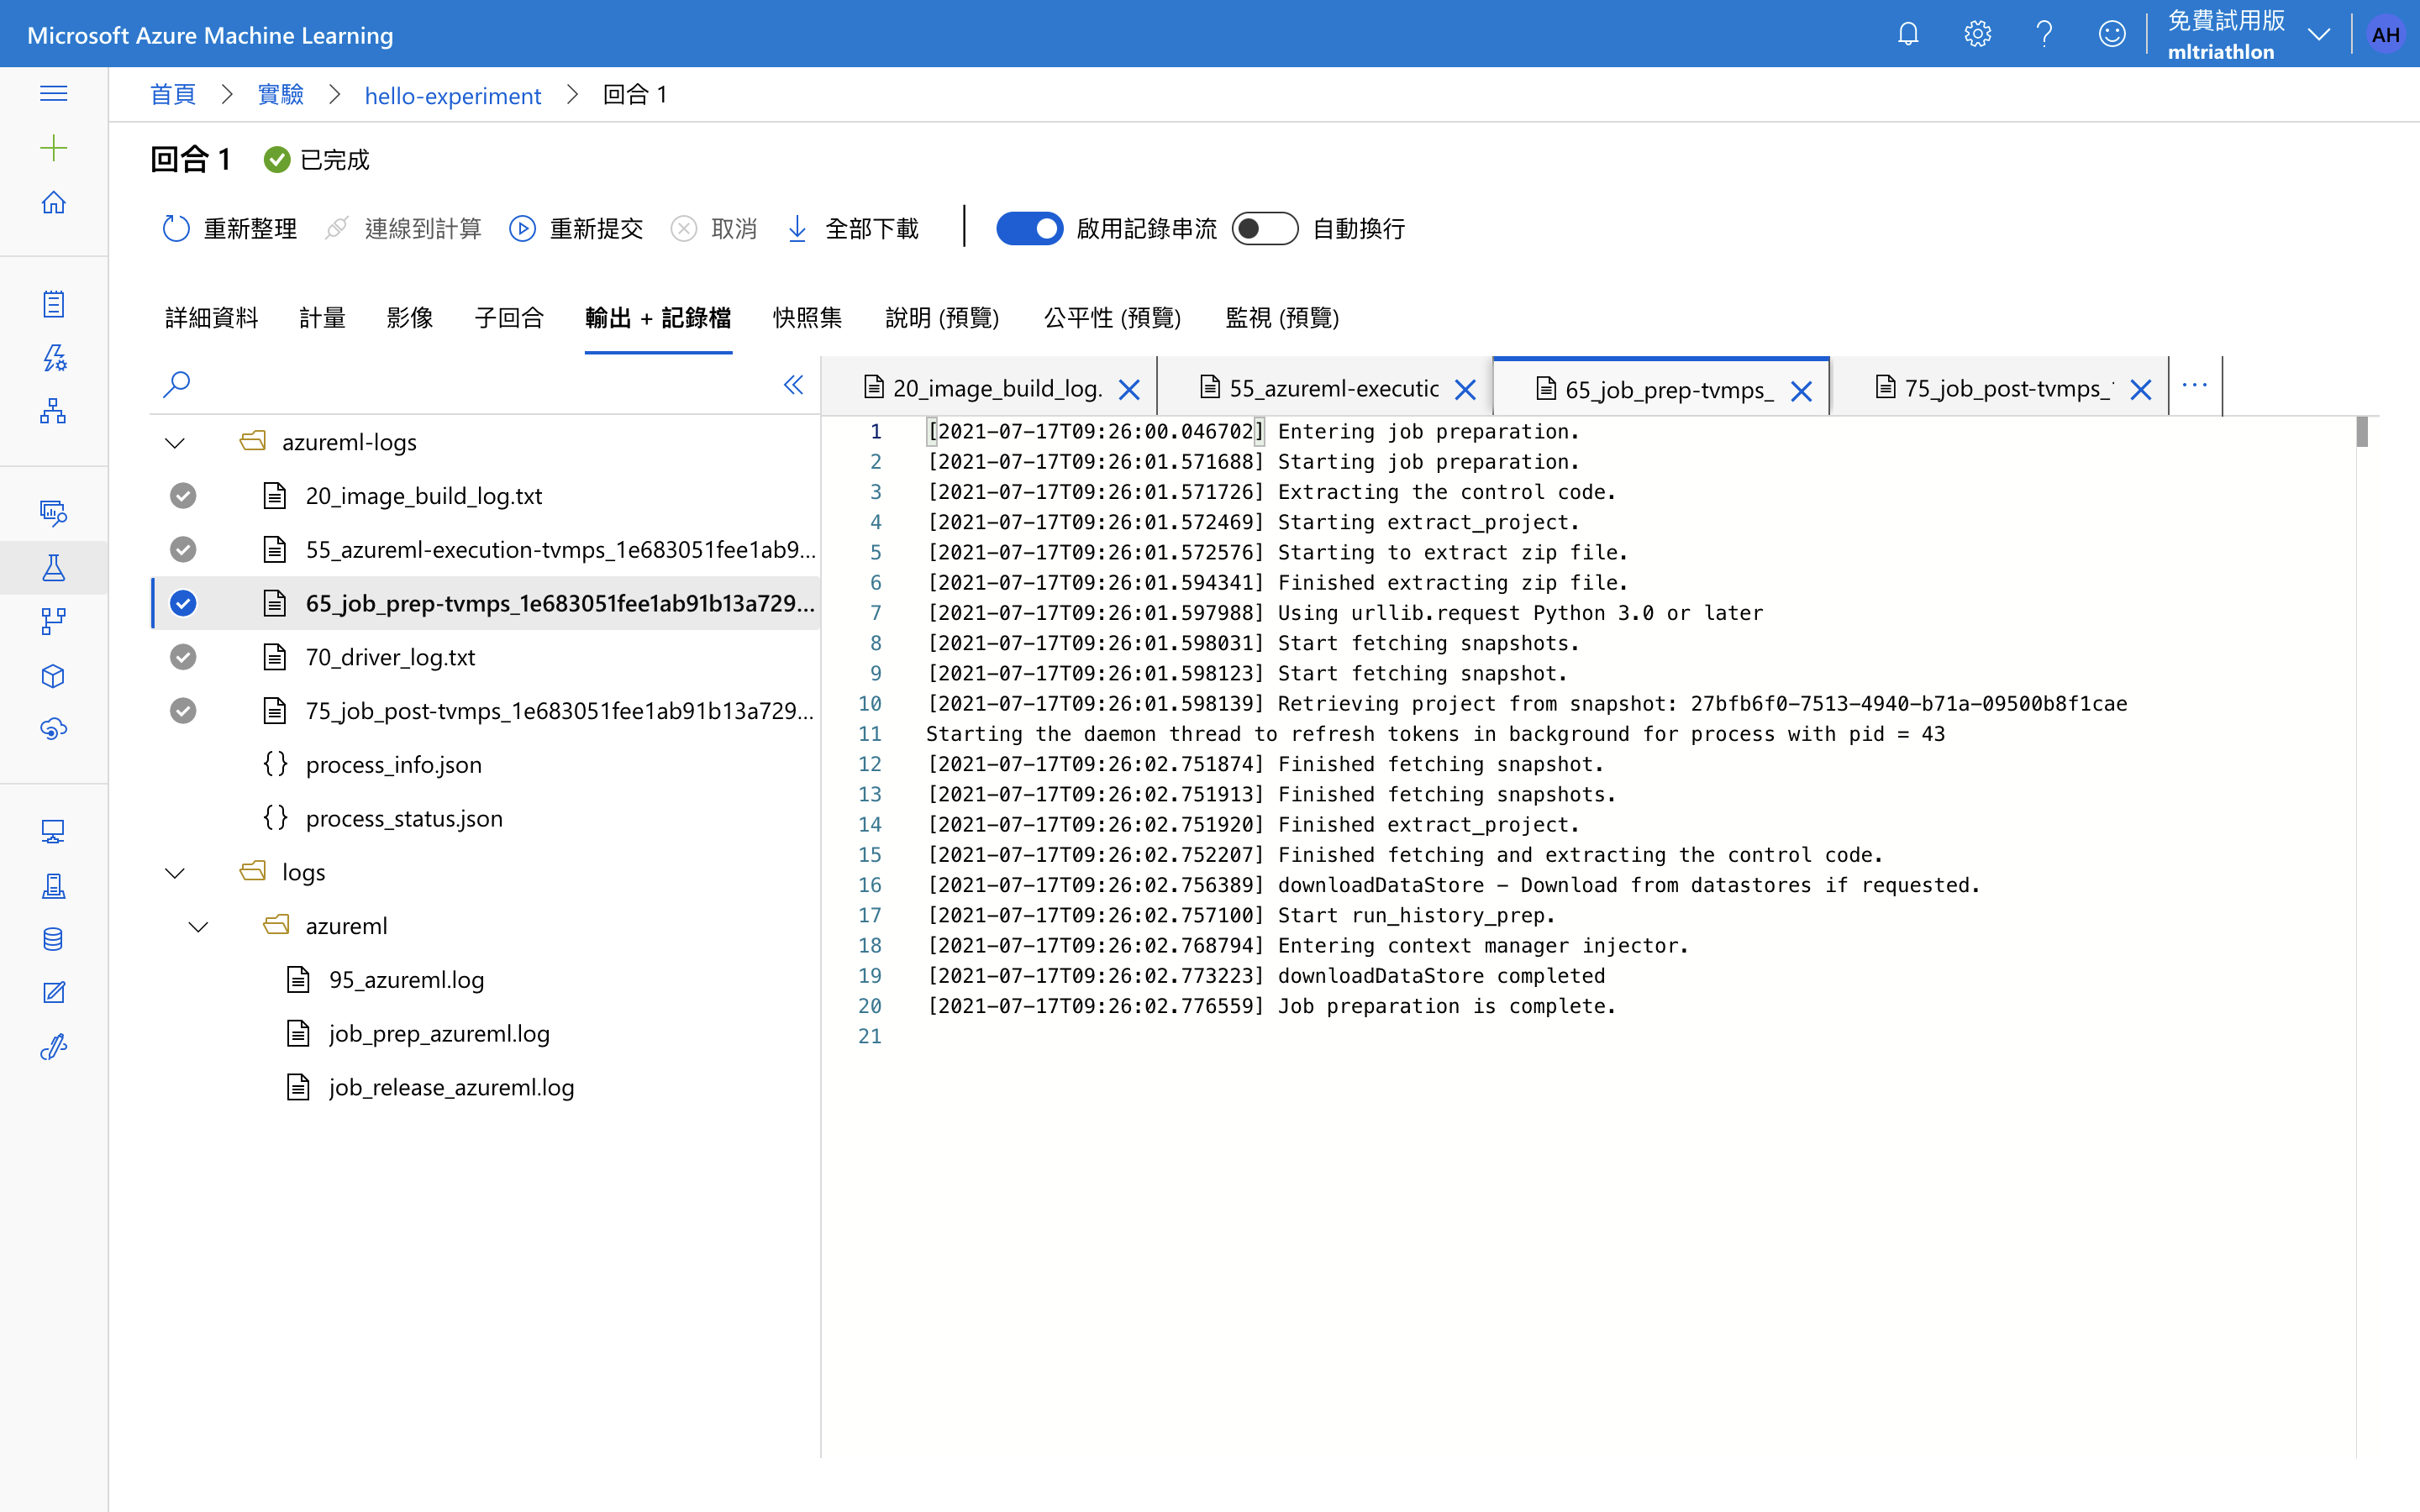 Microsoft Azure Machine Learning
免費試用版
mltriathlon
AH
首頁 > 實驗 > hello-experiment > 回合 1
回合 1 已完成
重新整理 連線到計算 重新提交 取消 全部下載 啟用記錄串流 自動換行
詳細資料 計量 影像 子回合 輸出 + 記錄檔 快照集 說明 (預覽) 公平性 (預覽) 監視 (預覽)
azureml-logs
20_image_build_log.txt
55_azureml-execution-tvmps_1e683051fee1ab9...
65_job_prep-tvmps_1e683051fee1ab91b13a729...
70_driver_log.txt
75_job_post-tvmps_1e683051fee1ab91b13a729...
{} process_info.json
{} process_status.json
logs
azureml
95_azureml.log
job_prep_azureml.log
job_release_azureml.log
20_image_build_log. 55_azureml-executic 65_job_prep-tvmps_ 75_job_post-tvmps_ ...
1 [2021-07-17T09:26:00.046702] Entering job preparation.
2 [2021-07-17T09:26:01.571688] Starting job preparation.
3 [2021-07-17T09:26:01.571726] Extracting the control code.
4 [2021-07-17T09:26:01.572469] Starting extract_project.
5 [2021-07-17T09:26:01.572576] Starting to extract zip file.
6 [2021-07-17T09:26:01.594341] Finished extracting zip file.
7 [2021-07-17T09:26:01.597988] Using urllib.request Python 3.0 or later
8 [2021-07-17T09:26:01.598031] Start fetching snapshots.
9 [2021-07-17T09:26:01.598123] Start fetching snapshot.
10 [2021-07-17T09:26:01.598139] Retrieving project from snapshot: 27bfb6f0-7513-4940-b71a-09500b8f1cae
11 Starting the daemon thread to refresh tokens in background for process with pid = 43
12 [2021-07-17T09:26:02.751874] Finished fetching snapshot.
13 [2021-07-17T09:26:02.751913] Finished fetching snapshots.
14 [2021-07-17T09:26:02.751920] Finished extract_project.
15 [2021-07-17T09:26:02.752207] Finished fetching and extracting the control code.
16 [2021-07-17T09:26:02.756389] downloadDataStore - Download from datastores if requested.
17 [2021-07-17T09:26:02.757100] Start run_history_prep.
18 [2021-07-17T09:26:02.768794] Entering context manager injector.
19 [2021-07-17T09:26:02.773223] downloadDataStore completed
20 [2021-07-17T09:26:02.776559] Job preparation is complete.
21